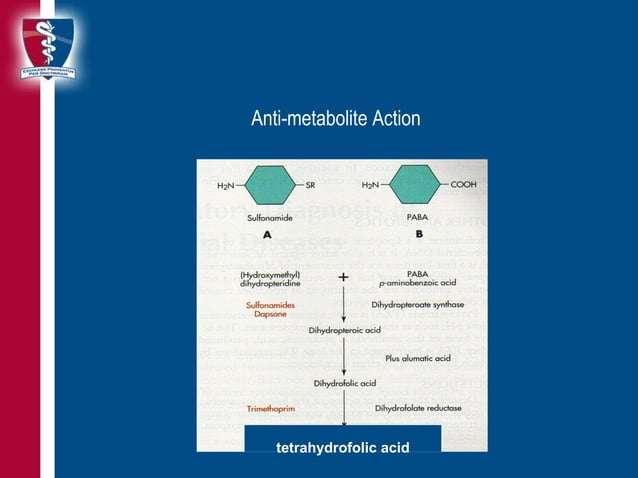 Anti-metabolite Action
H2N
SR
H2N
COOH
Sulfonamide
PABA
A
B
(Hydroxymethyl)
dihydropteridine
+
PABA
p-aminobenzoic acid
Sulfonamides
Dapsone
Dihydropteroate synthase
Dihydropteroic acid
Plus alumatic acid
Dihydrofolic acid
Trimethoprim
Dihydrofolate reductase
tetrahydrofolic acid